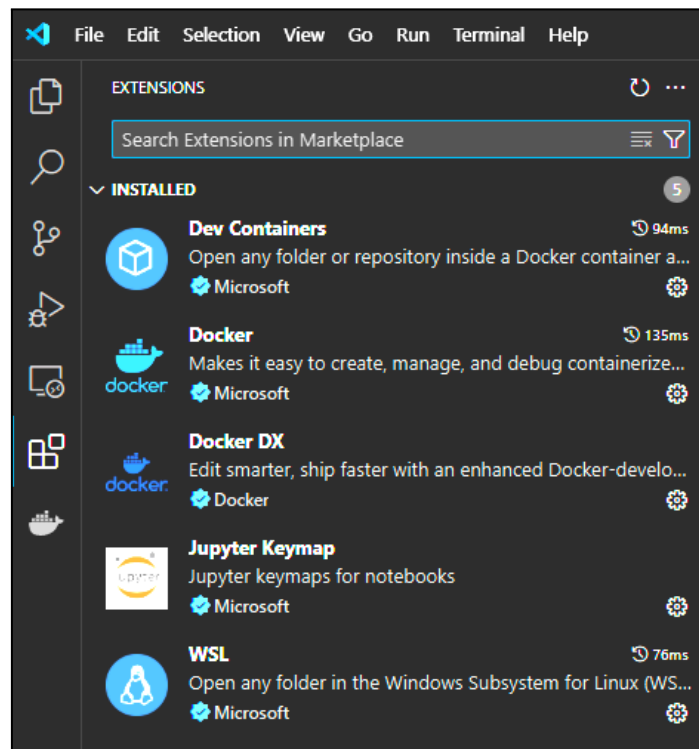 File Edit Selection View Go Run Terminal Help
EXTENSIONS
Search Extensions in Marketplace
INSTALLED 5
Dev Containers 94ms
Open any folder or repository inside a Docker container a...
Microsoft
Docker 135ms
Makes it easy to create, manage, and debug containerize...
docker
Microsoft
Docker DX
Edit smarter, ship faster with an enhanced Docker-develo...
docker
Docker
Jupyter Keymap
Jupyter keymaps for notebooks
jupyter
Microsoft
WSL 76ms
Open any folder in the Windows Subsystem for Linux (WS...
Microsoft